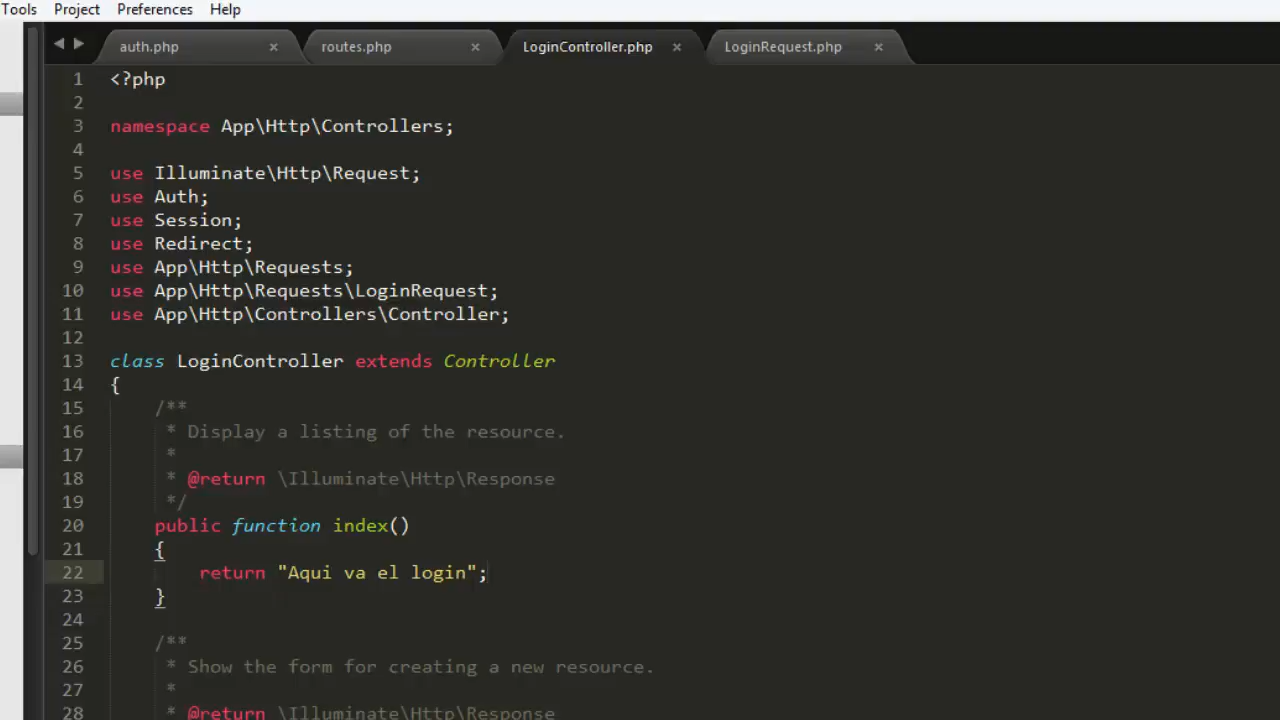 Tools Project Preferences Help
auth.php × routes.php × LoginController.php × LoginRequest.php ×
1 <?php
2
3 namespace App\Http\Controllers;
4
5 use Illuminate\Http\Request;
6 use Auth;
7 use Session;
8 use Redirect;
9 use App\Http\Requests;
10 use App\Http\Requests\LoginRequest;
11 use App\Http\Controllers\Controller;
12
13 class LoginController extends Controller
14 {
15 /**
16 * Display a listing of the resource.
17 *
18 * @return \Illuminate\Http\Response
19 */
20 public function index()
21 {
22 return "Aqui va el login";
23 }
24
25 /**
26 * Show the form for creating a new resource.
27 *
28 * @return \Illuminate\Http\Response